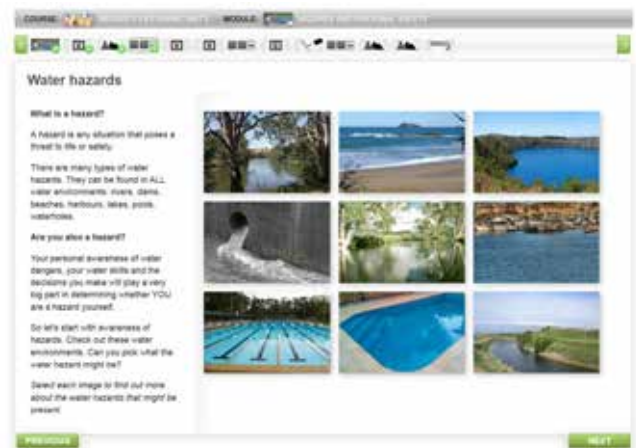 COURSE:
MODULE:
Water hazards
What is a hazard?
A hazard is any situation that poses a
threat to life or safety.
There are many types of water
hazards. They can be found in ALL
water environments: rivers, dams,
beaches, harbours, lakes, pools,
waterholes.
Are you also a hazard?
Your personal awareness of water
dangers, your water skills and the
decisions you make will play a very
big part in determining whether YOU
are a hazard yourself.
So let's start with awareness of
hazards. Check out these water
environments. Can you pick what the
water hazard might be?
Select each image to find out more
about the water hazards that might be
present.
PREVIOUS
NEXT